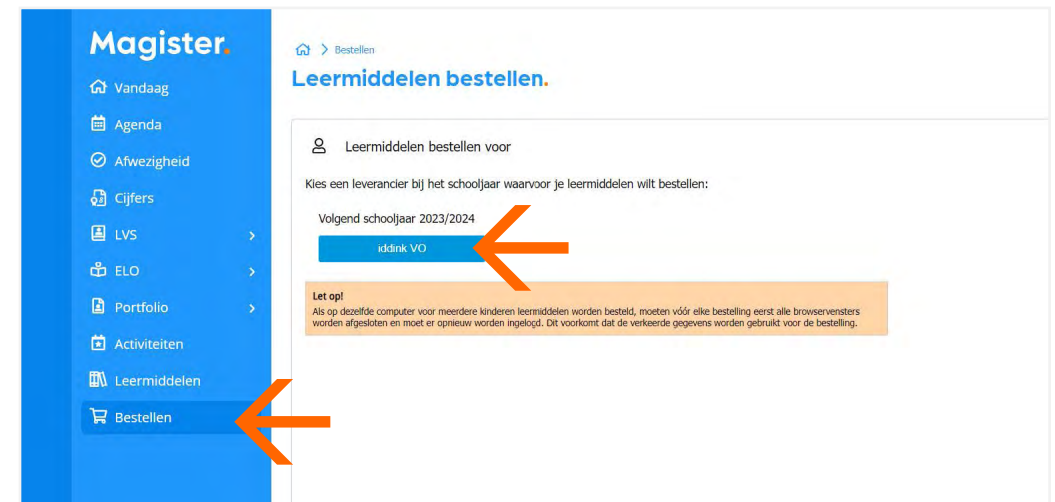 Magister.
Vandaag
Agenda
Afwezigheid
Cijfers
LVS
ELO
Portfolio
Activiteiten
Leermiddelen
Bestellen
Bestellen
Leermiddelen bestellen.
Leermiddelen bestellen voor
Kies een leverancier bij het schooljaar waarvoor je leermiddelen wilt bestellen:
Volgend schooljaar 2023/2024
iddink VO
Let op!
Als op dezelfde computer voor meerdere kinderen leermiddelen worden besteld, moeten vóór elke bestelling eerst alle browservensters
worden afgesloten en moet er opnieuw worden ingelogd. Dit voorkomt dat de verkeerde gegevens worden gebruikt voor de bestelling.